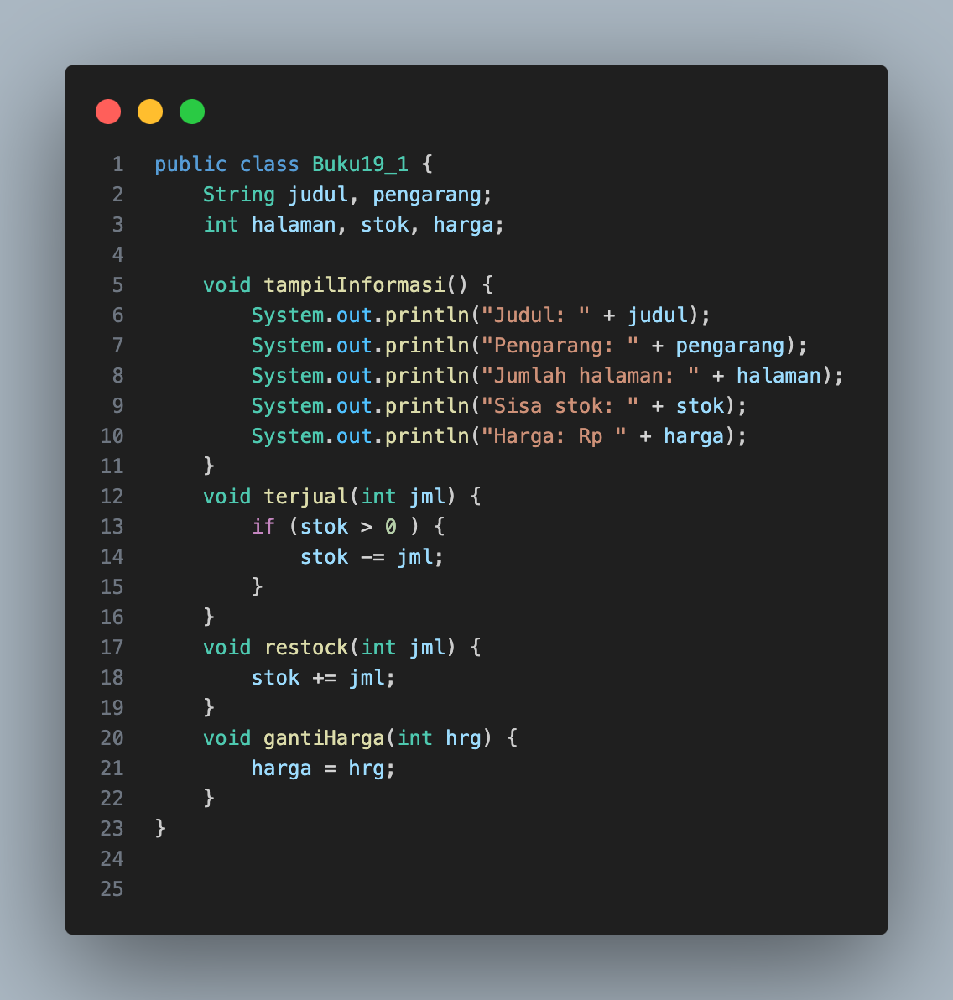 1 public class Buku19_1 {
2     String judul, pengarang;
3     int halaman, stok, harga;
4
5     void tampilInformasi() {
6         System.out.println("Judul: " + judul);
7         System.out.println("Pengarang: " + pengarang);
8         System.out.println("Jumlah halaman: " + halaman);
9         System.out.println("Sisa stok: " + stok);
10         System.out.println("Harga: Rp " + harga);
11     }
12     void terjual(int jml) {
13         if (stok > 0 ) {
14             stok -= jml;
15         }
16     }
17     void restock(int jml) {
18         stok += jml;
19     }
20     void gantiHarga(int hrg) {
21         harga = hrg;
22     }
23 }
24
25